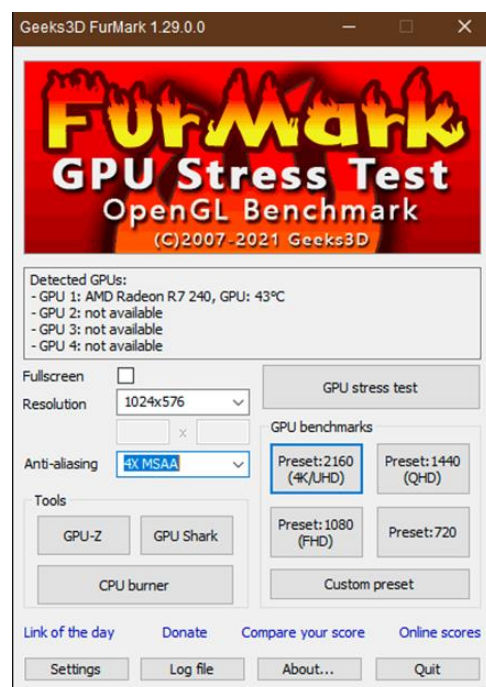 Geeks3D FurMark 1.29.0.0
FurMark
GPU Stress Test
OpenGL Benchmark
(C)2007-2021 Geeks3D
Detected GPUs:
- GPU 1: AMD Radeon R7 240, GPU: 43°C
- GPU 2: not available
- GPU 3: not available
- GPU 4: not available
Fullscreen
Resolution
1024x576
x
Anti-aliasing
4X MSAA
GPU stress test
GPU benchmarks
Preset:2160
(4K/UHD)
Preset:1440
(QHD)
Preset:1080
(FHD)
Preset:720
Custom preset
Tools
GPU-Z
GPU Shark
CPU burner
Link of the day
Donate
Compare your score
Online scores
Settings
Log file
About...
Quit